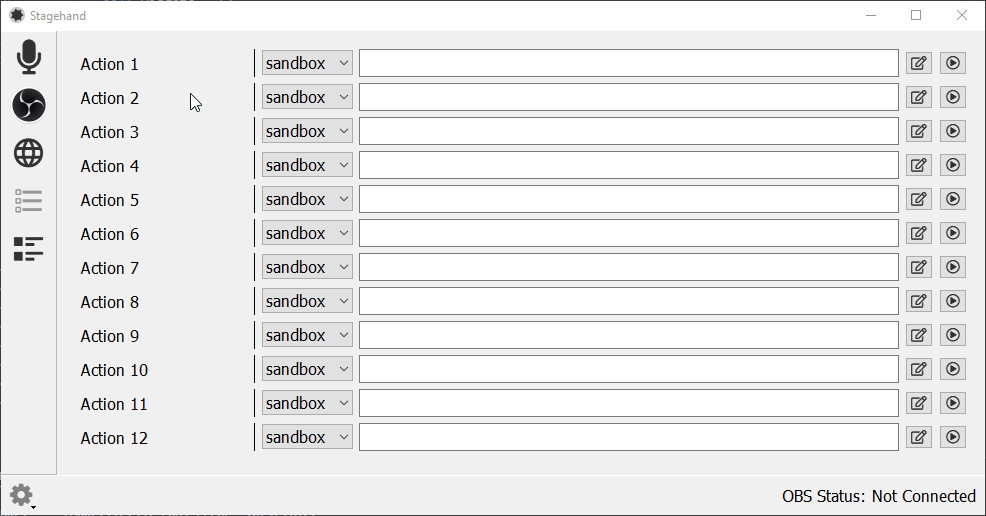 Stagehand
Action 1 sandbox
Action 2 sandbox
Action 3 sandbox
Action 4 sandbox
Action 5 sandbox
Action 6 sandbox
Action 7 sandbox
Action 8 sandbox
Action 9 sandbox
Action 10 sandbox
Action 11 sandbox
Action 12 sandbox
OBS Status: Not Connected